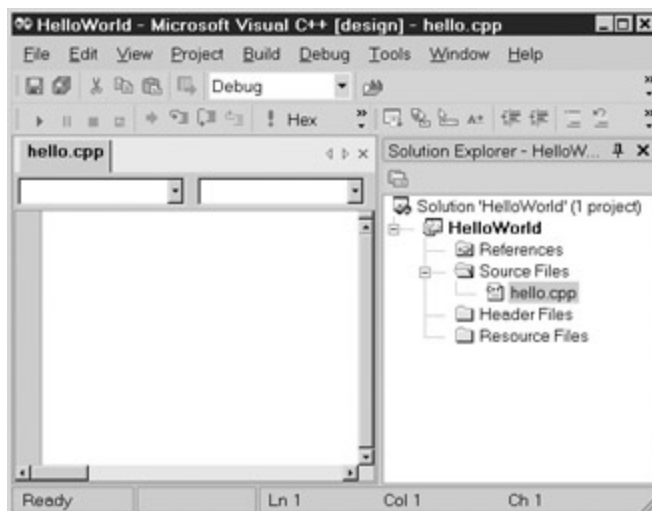 HelloWorld - Microsoft Visual C++ [design] - hello.cpp
File Edit View Project Build Debug Tools Window Help
Debug
Hex
hello.cpp
Solution Explorer - HelloW...
Solution 'HelloWorld' (1 project)
HelloWorld
References
Source Files
hello.cpp
Header Files
Resource Files
Ready Ln 1 Col 1 Ch 1